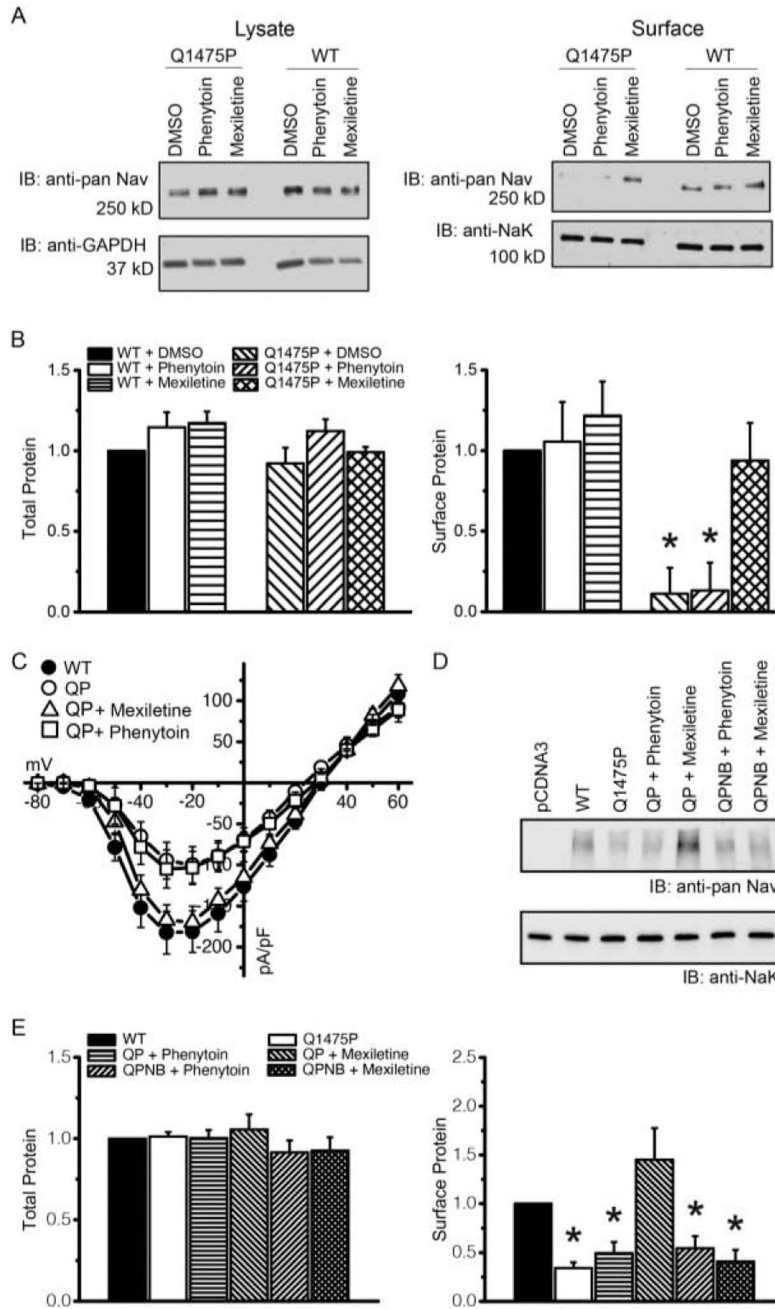 A
Lysate
Surface
Q1475P WT
Q1475P WT
DMSO
Phenytoin
Mexiletine
DMSO
Phenytoin
Mexiletine
DMSO
Phenytoin
Mexiletine
DMSO
Phenytoin
Mexiletine
IB: anti-pan Nav
250 kD
IB: anti-GAPDH
37 kD
IB: anti-pan Nav
250 kD
IB: anti-NaK
100 kD
B
WT + DMSO
WT + Phenytoin
WT + Mexiletine
Q1475P + DMSO
Q1475P + Phenytoin
Q1475P + Mexiletine
Total Protein
1.5
1.0
0.5
0.0
Surface Protein
1.5
1.0
0.5
0.0
* *
C
WT
QP
QP + Mexiletine
QP+ Phenytoin
mV
-80 -60 -40 -20 20 40 60
100
50
-50
-200
pA/pF
D
pCDNA3
WT
Q1475P
QP + Phenytoin
QP + Mexiletine
QPNB + Phenytoin
QPNB + Mexiletine
IB: anti-pan Nav
IB: anti-NaK
E
WT
QP + Phenytoin
QPNB + Phenytoin
Q1475P
QP + Mexiletine
QPNB + Mexiletine
Total Protein
1.5
1.0
0.5
0.0
Surface Protein
2.5
2.0
1.5
1.0
0.5
0.0
* * * *